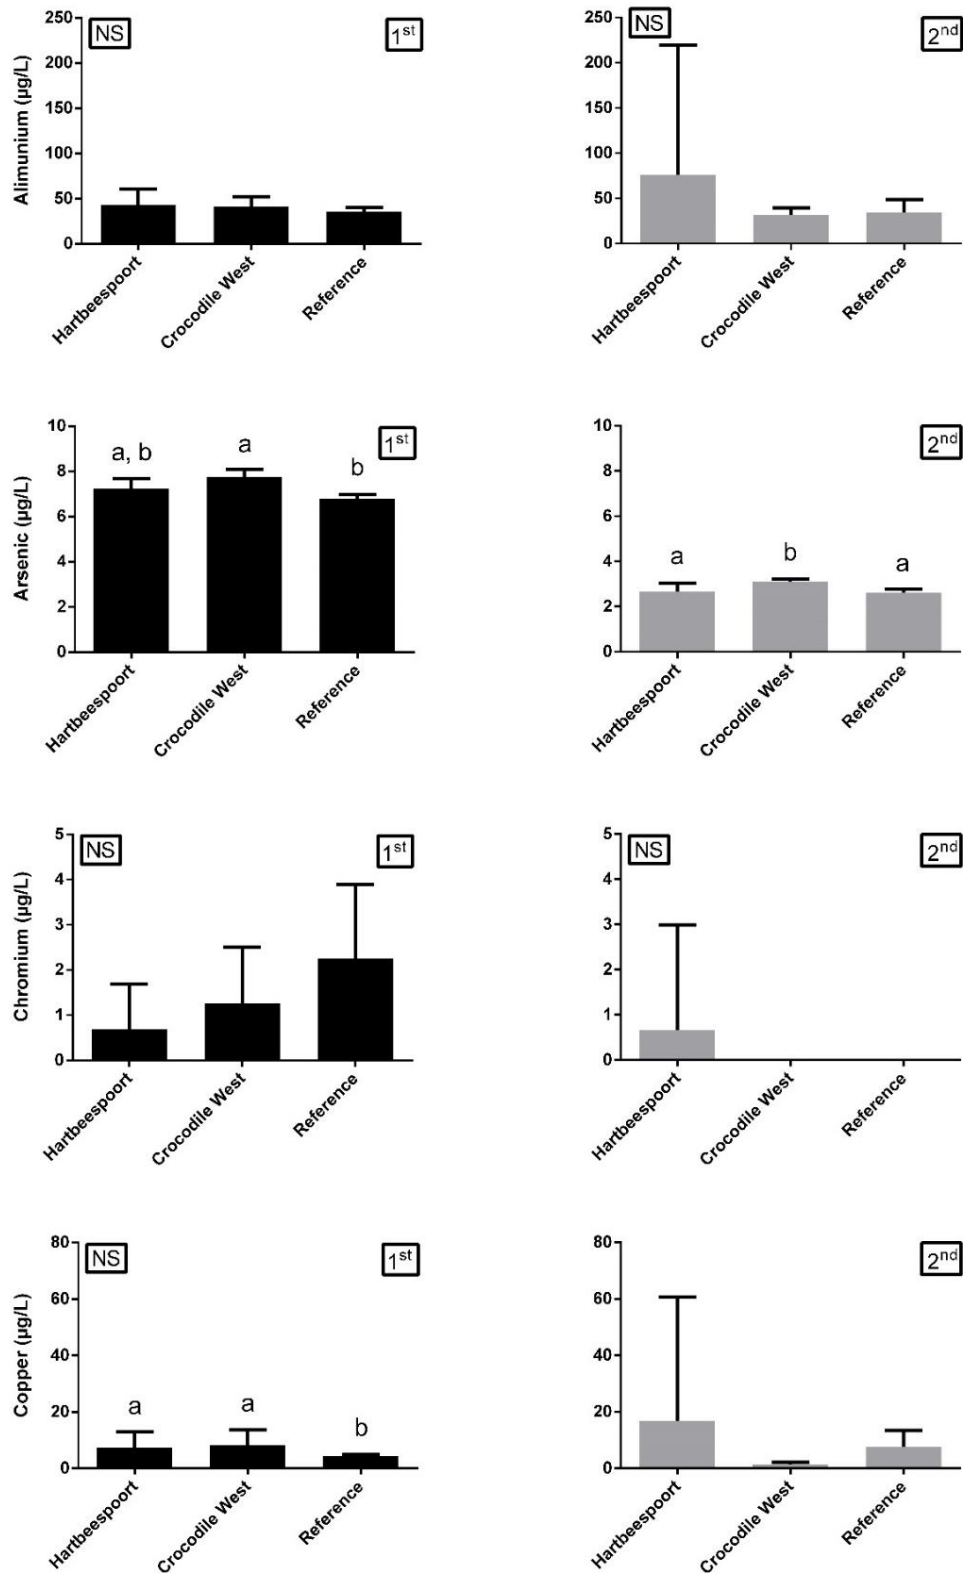 NS
1st
Alimunium (µg/L)
250
200
150
100
50
0
Hartbeespoort
Crocodile West
Reference
NS
2nd
250
200
150
100
50
0
Hartbeespoort
Crocodile West
Reference
1st
Arsenic (µg/L)
10
8
6
4
2
0
a, b
a
b
Hartbeespoort
Crocodile West
Reference
2nd
10
8
6
4
2
0
a
b
a
Hartbeespoort
Crocodile West
Reference
NS
1st
Chromium (µg/L)
5
4
3
2
1
0
Hartbeespoort
Crocodile West
Reference
NS
2nd
5
4
3
2
1
0
Hartbeespoort
Crocodile West
Reference
NS
1st
Copper (µg/L)
80
60
40
20
0
a
a
b
Hartbeespoort
Crocodile West
Reference
2nd
80
60
40
20
0
Hartbeespoort
Crocodile West
Reference